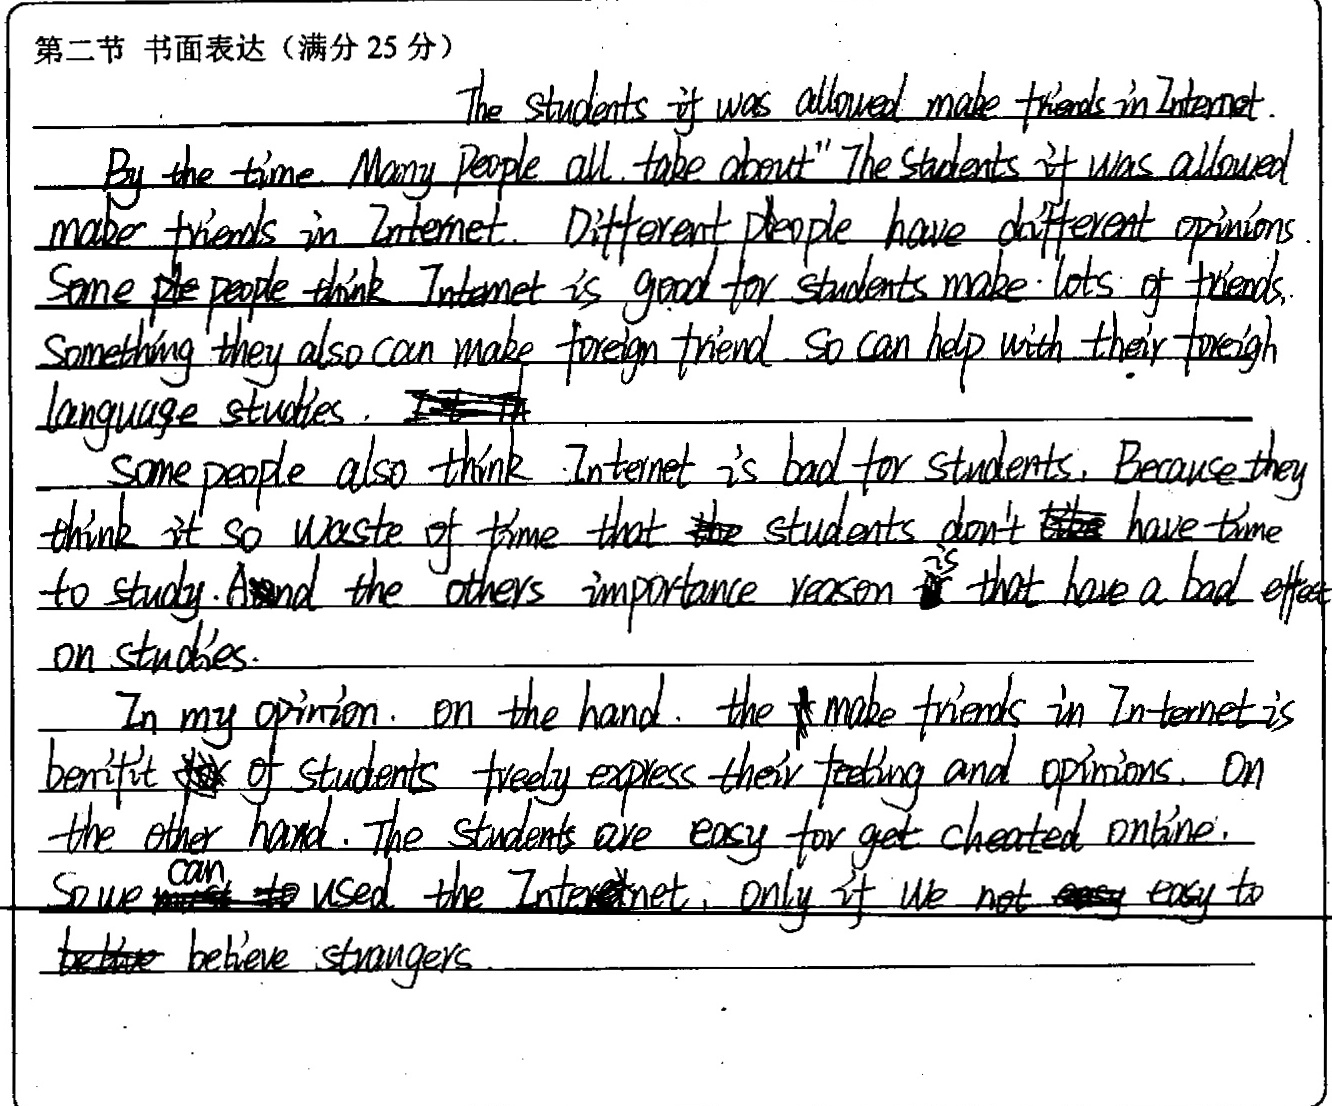 第二节 书面表达（满分 25 分）
The students if was allowed make friends in Internet.
By the time. Many people all take about" The students if was allowed
make friends in Internet. Different people have different opinions.
Some people think Internet is good for students make lots of friends.
Something they also can make foreign friend so can help with their foreigh
language studies.
Some people also think Internet is bad for students. Because they
think it so waste of time that students don't have time
to study. And the others importance reason is that have a bad effect
on studies.
In my opinion. on the hand. the make friends in Internet is
benifit of students freely express their feeling and opinions. On
the other hand. The students are easy for get cheated online.
So we can used the Internet, only if we not easy to
believe strangers.